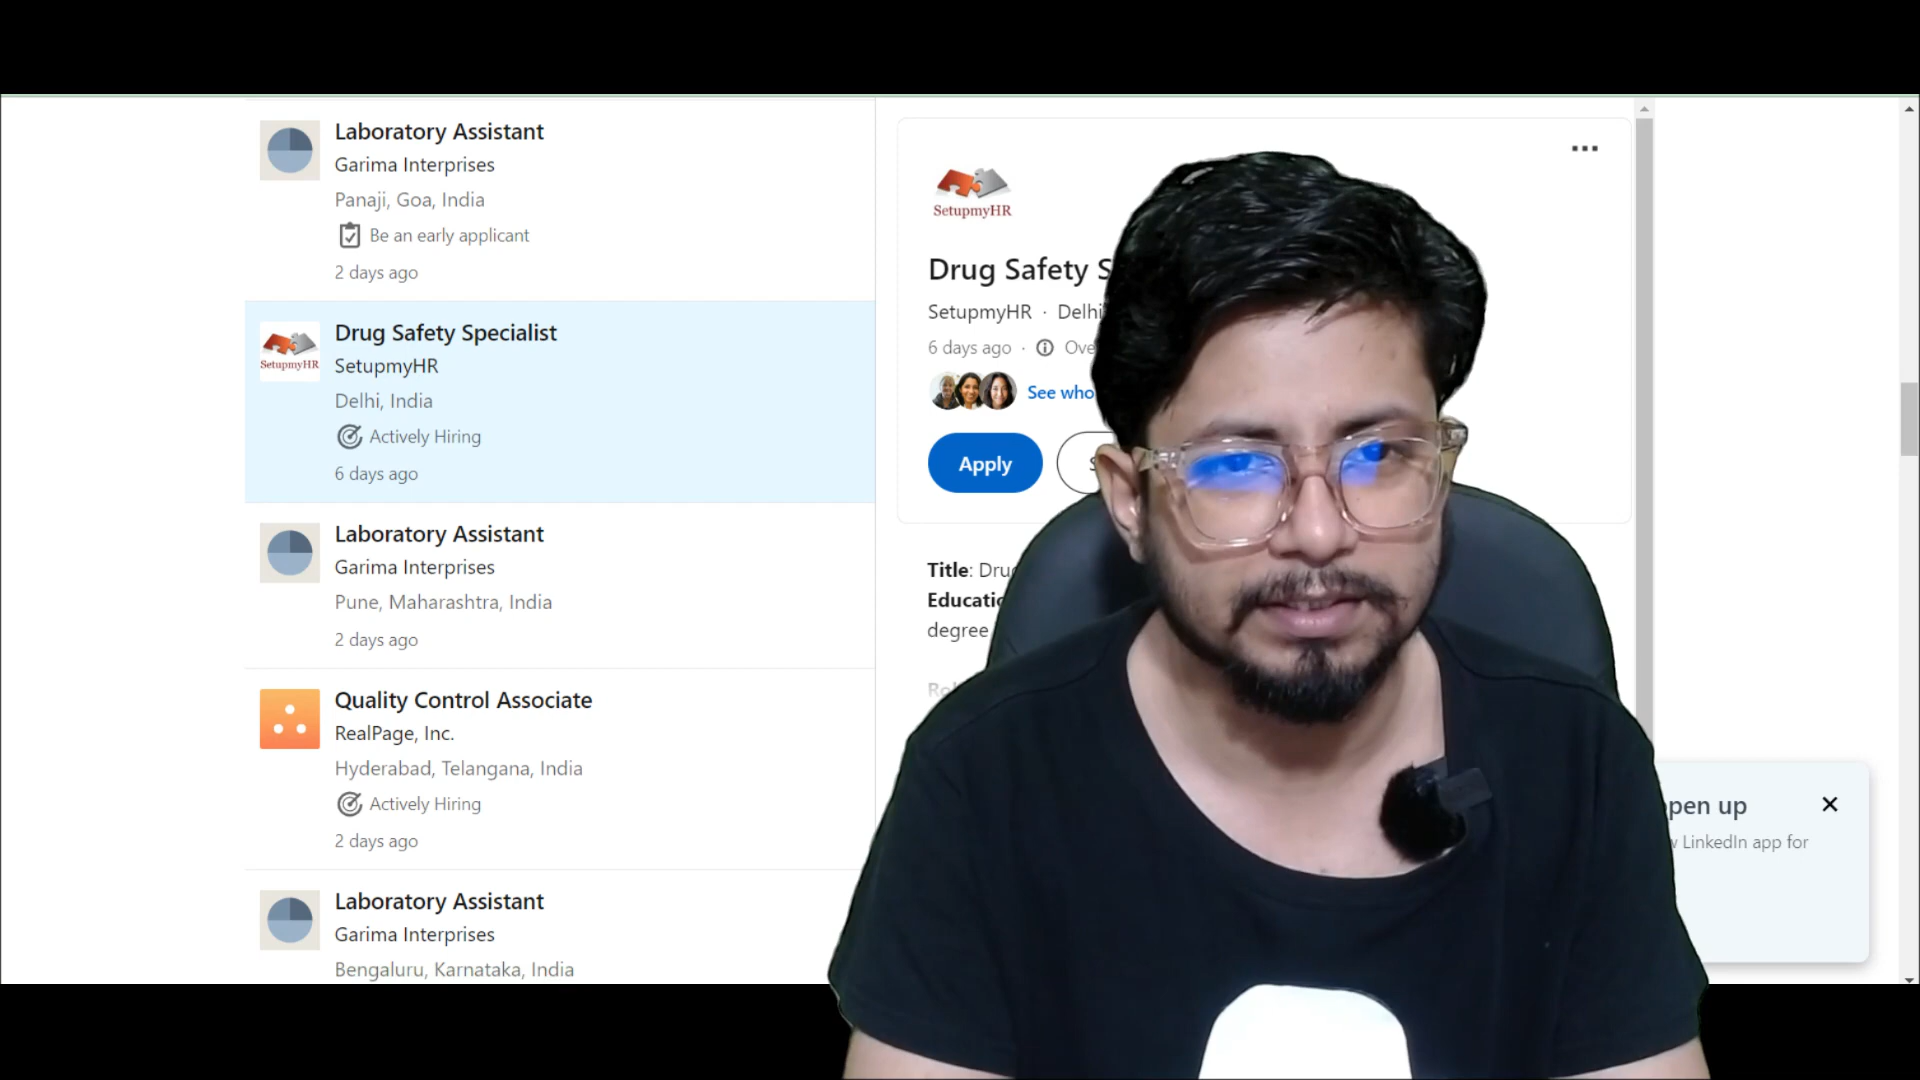 Laboratory Assistant
Garima Interprises
Panaji, Goa, India
Be an early applicant
2 days ago
SetupmyHR
Drug Safety Specialist
SetupmyHR
Delhi, India
Actively Hiring
6 days ago
Laboratory Assistant
Garima Interprises
Pune, Maharashtra, India
2 days ago
Quality Control Associate
RealPage, Inc.
Hyderabad, Telangana, India
Actively Hiring
2 days ago
Laboratory Assistant
Garima Interprises
Bengaluru, Karnataka, India
SetupmyHR
Drug Safety S
SetupmyHR · Delhi
6 days ago ·
See who
Apply
Title:
degree
open up
LinkedIn app for